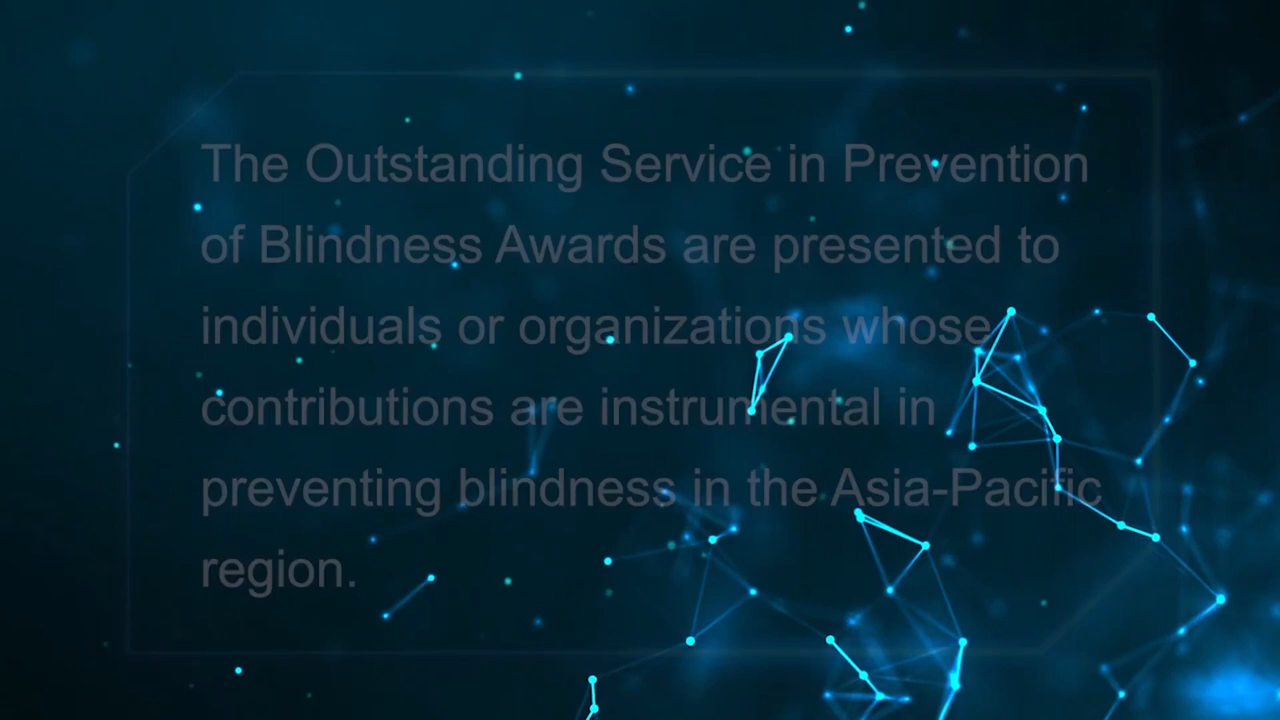 The Outstanding Service in Prevention
of Blindness Awards are presented to
individuals or organizations whose
contributions are instrumental in
preventing blindness in the Asia-Pacific
region.